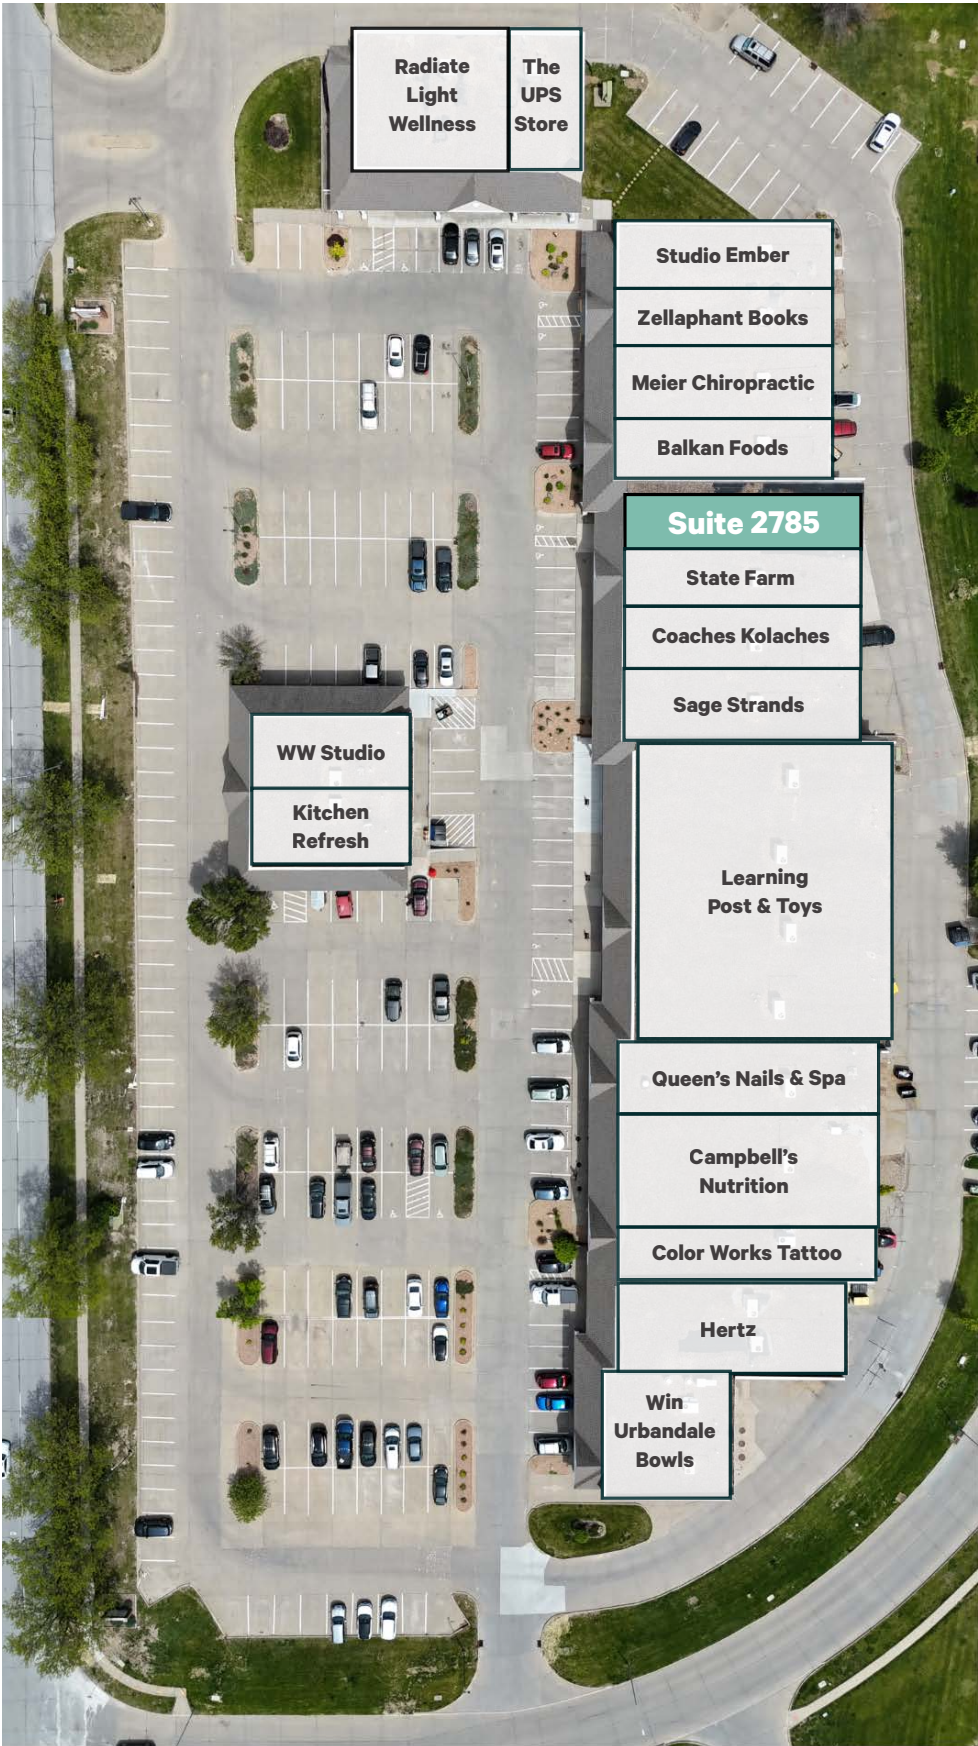 Radiate
Light
Wellness
The
UPS
Store
Studio Ember
Zellaphant Books
Meier Chiropractic
Balkan Foods
Suite 2785
State Farm
Coaches Kolaches
Sage Strands
WW Studio
Kitchen
Refresh
Learning
Post & Toys
Queen's Nails & Spa
Campbell's
Nutrition
Color Works Tattoo
Hertz
Win
Urbandale
Bowls